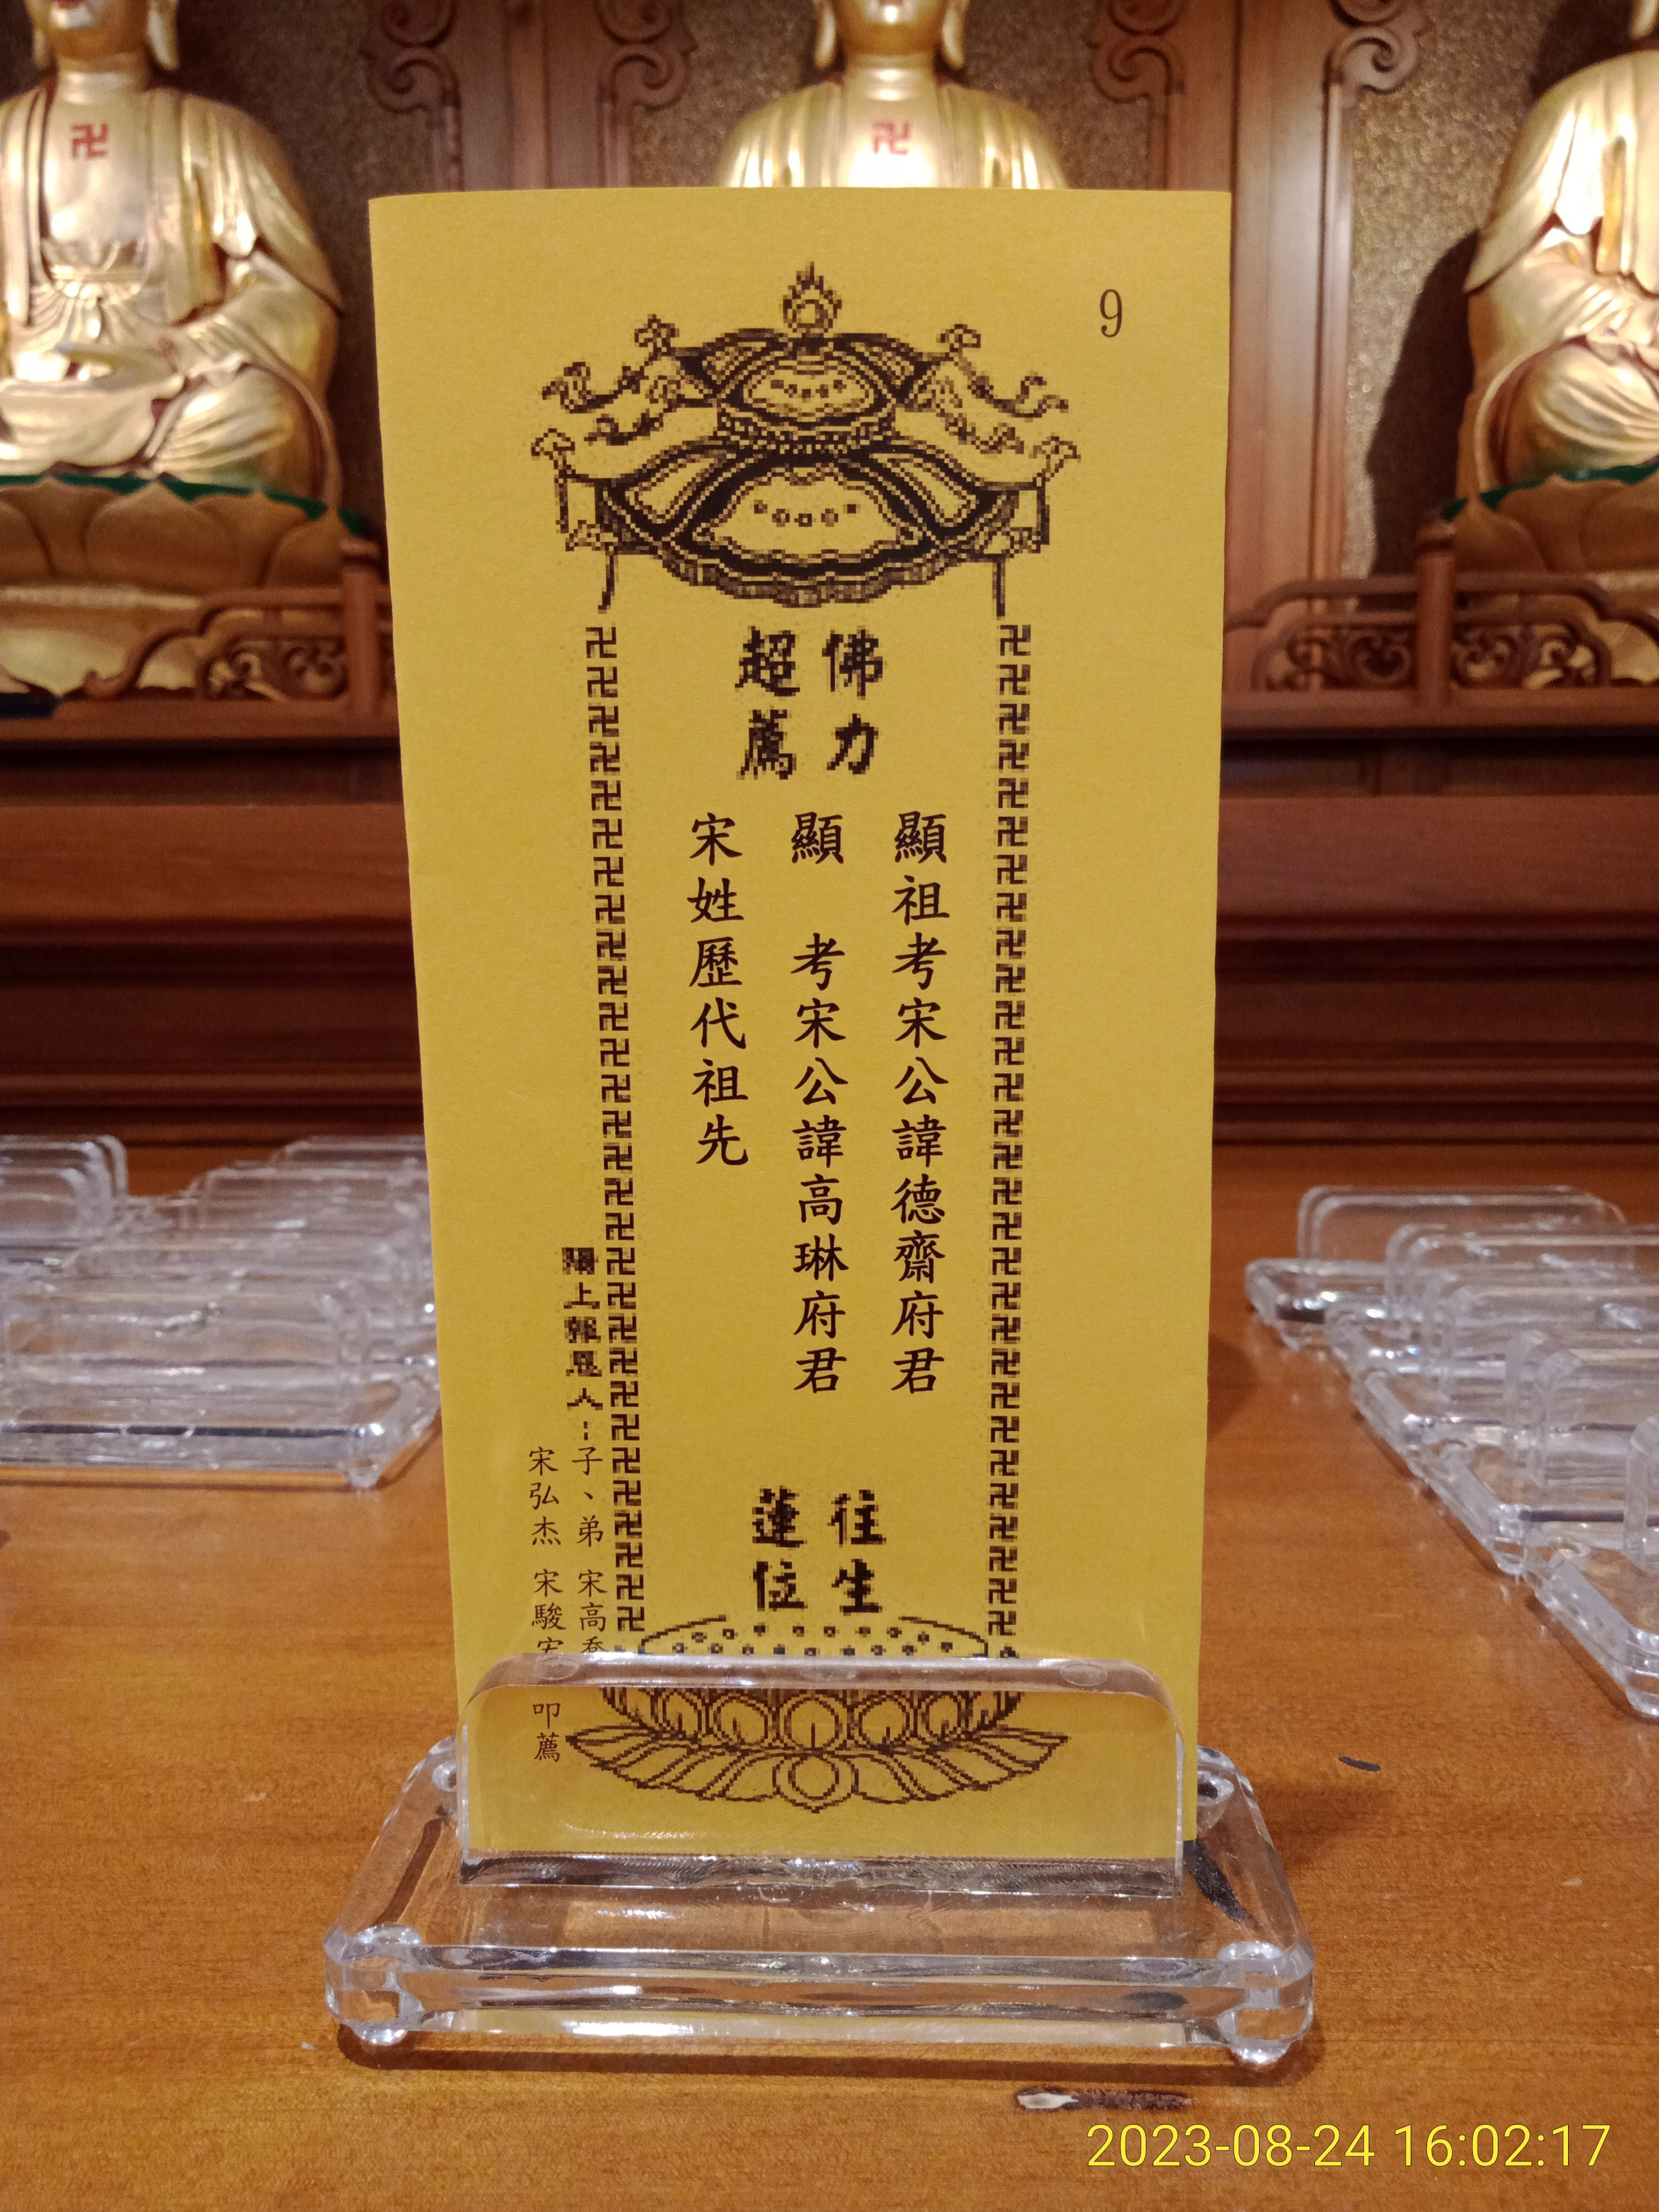 9
佛力
超薦
顯祖考宋公諱德齋府君
顯 考宋公諱高琳府君
宋姓歷代祖先
往生
蓮位
陽上報恩人:子、弟 宋高喬
宋弘杰 宋駿宏 叩薦
2023-08-24 16:02:17